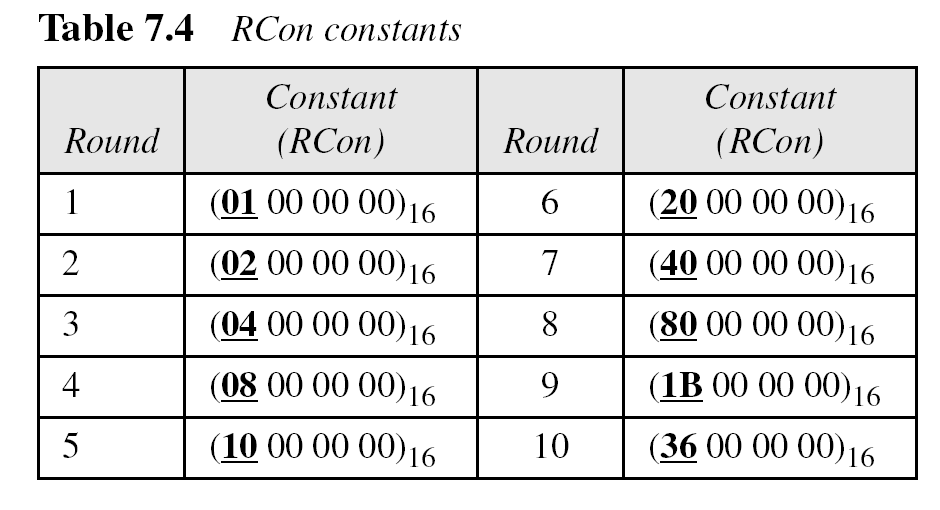 Table 7.4 RCon constants
Round Constant (RCon) Round Constant (RCon)
1 (01 00 00 00)16 6 (20 00 00 00)16
2 (02 00 00 00)16 7 (40 00 00 00)16
3 (04 00 00 00)16 8 (80 00 00 00)16
4 (08 00 00 00)16 9 (1B 00 00 00)16
5 (10 00 00 00)16 10 (36 00 00 00)16